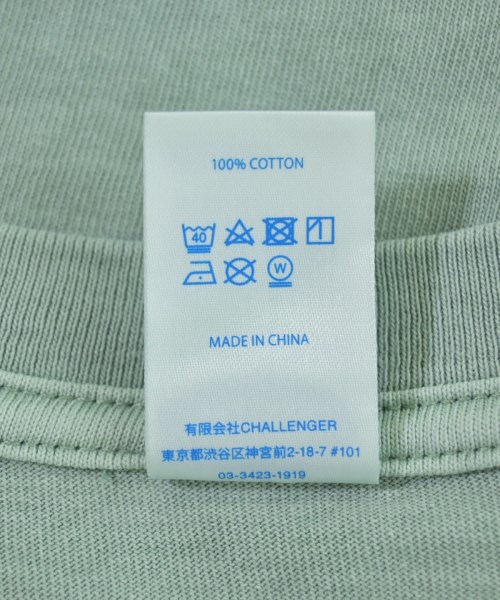 100% COTTON
40
W
MADE IN CHINA
有限会社CHALLENGER
東京都渋谷区神宮前2-18-7 #101
03-3423-1919